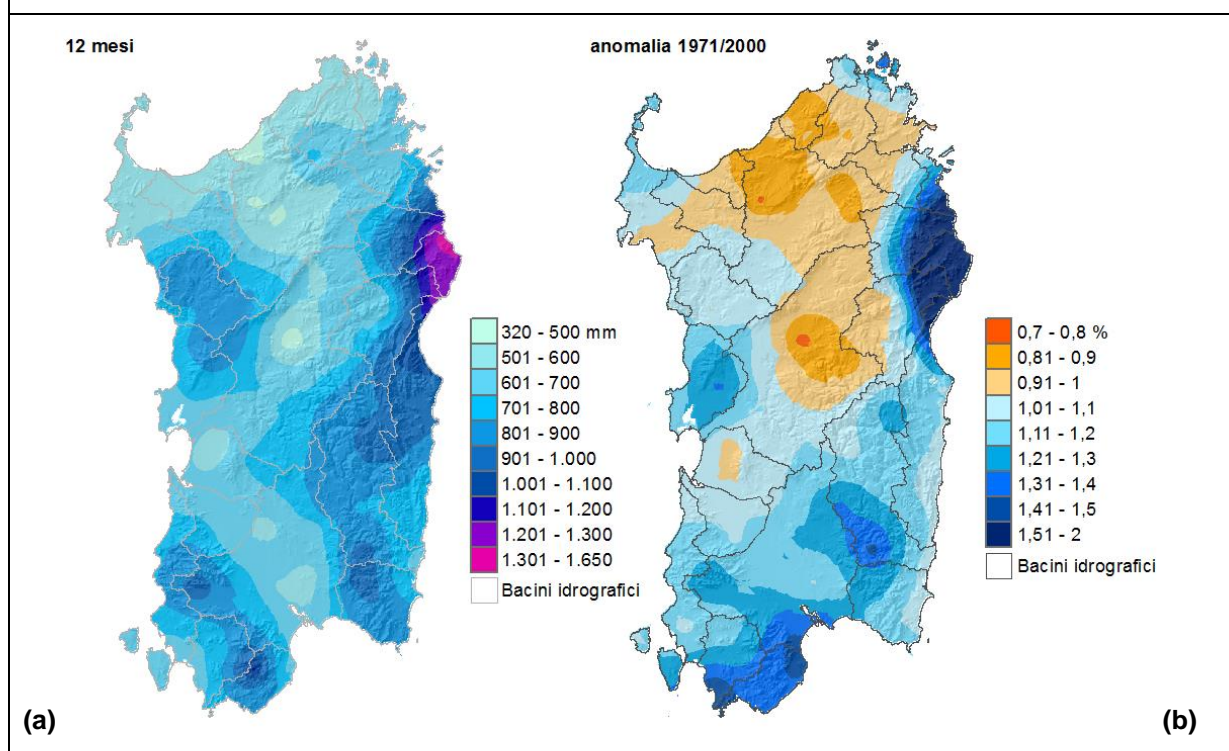 12 mesi
anomalia 1971/2000
320 - 500 mm
501 - 600
601 - 700
701 - 800
801 - 900
901 - 1.000
1.001 - 1.100
1.101 - 1.200
1.201 - 1.300
1.301 - 1.650
Bacini idrografici
0,7 - 0,8 %
0.81 - 0.9
0.91 - 1
1.01 - 1,1
1,11 - 1.2
1,21 - 1,3
1,31 - 1,4
1,41 - 1,5
1.51 - 2
Bacini idrografici
(a)
(b)